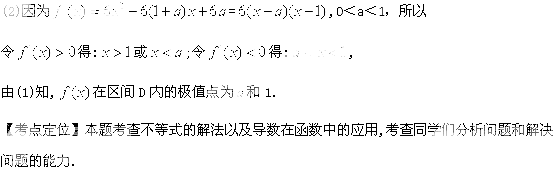 (2)因为f′(x)=6x²-6(1+a)x+6a=6(x-a)(x-1),0<a<1,所以
令f′(x)>0得:x>1或x<a;令f′(x)<0得:
由(1)知,f(x)在区间D内的极值点为 和1.
【考点定位】本题考查不等式的解法以及导数在函数中的应用,考查同学们分析问题和解决
问题的能力.